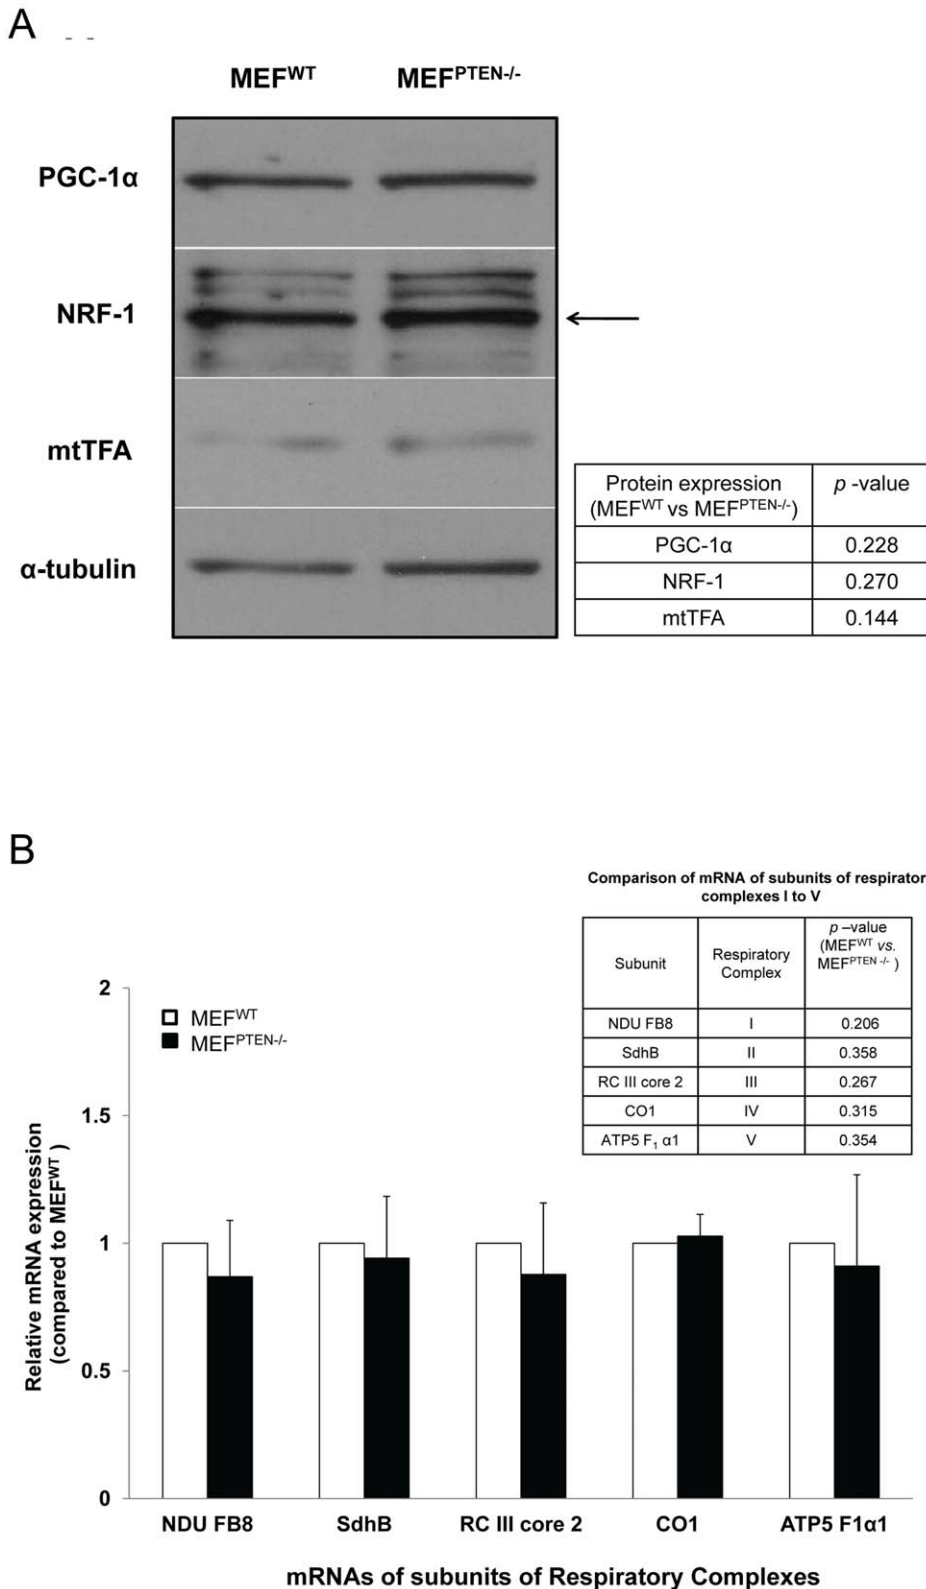 A
MEFWT MEFPTEN-/-
PGC-1α
NRF-1
mtTFA
α-tubulin
Protein expression (MEFWT vs MEFPTEN-/-) p -value
PGC-1α 0.228
NRF-1 0.270
mtTFA 0.144
B
Comparison of mRNA of subunits of respirator
complexes I to V
Subunit Respiratory Complex p –value (MEFWT vs. MEFPTEN -/- )
NDU FB8 I 0.206
SdhB II 0.358
RC III core 2 III 0.267
CO1 IV 0.315
ATP5 F1 α1 V 0.354
MEFWT
MEFPTEN-/-
Relative mRNA expression
(compared to MEFWT)
2
1.5
1
0.5
0
NDU FB8 SdhB RC III core 2 CO1 ATP5 F1α1
mRNAs of subunits of Respiratory Complexes